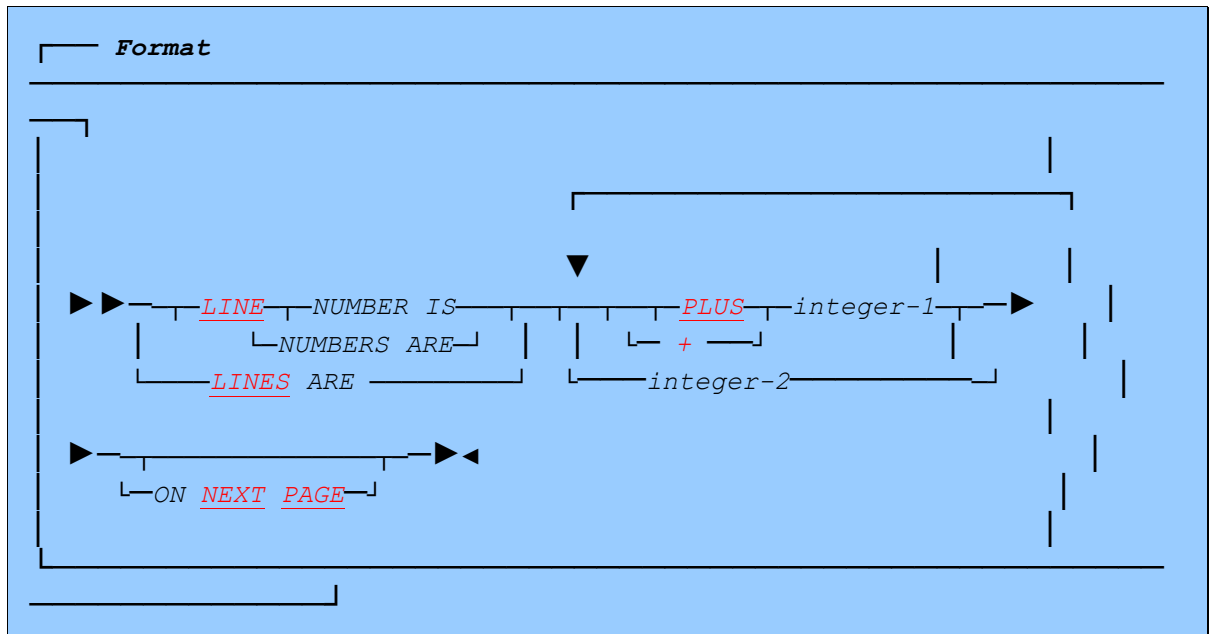 Format
LINE NUMBER IS PLUS integer-1
NUMBERS ARE +
LINES ARE integer-2
ON NEXT PAGE